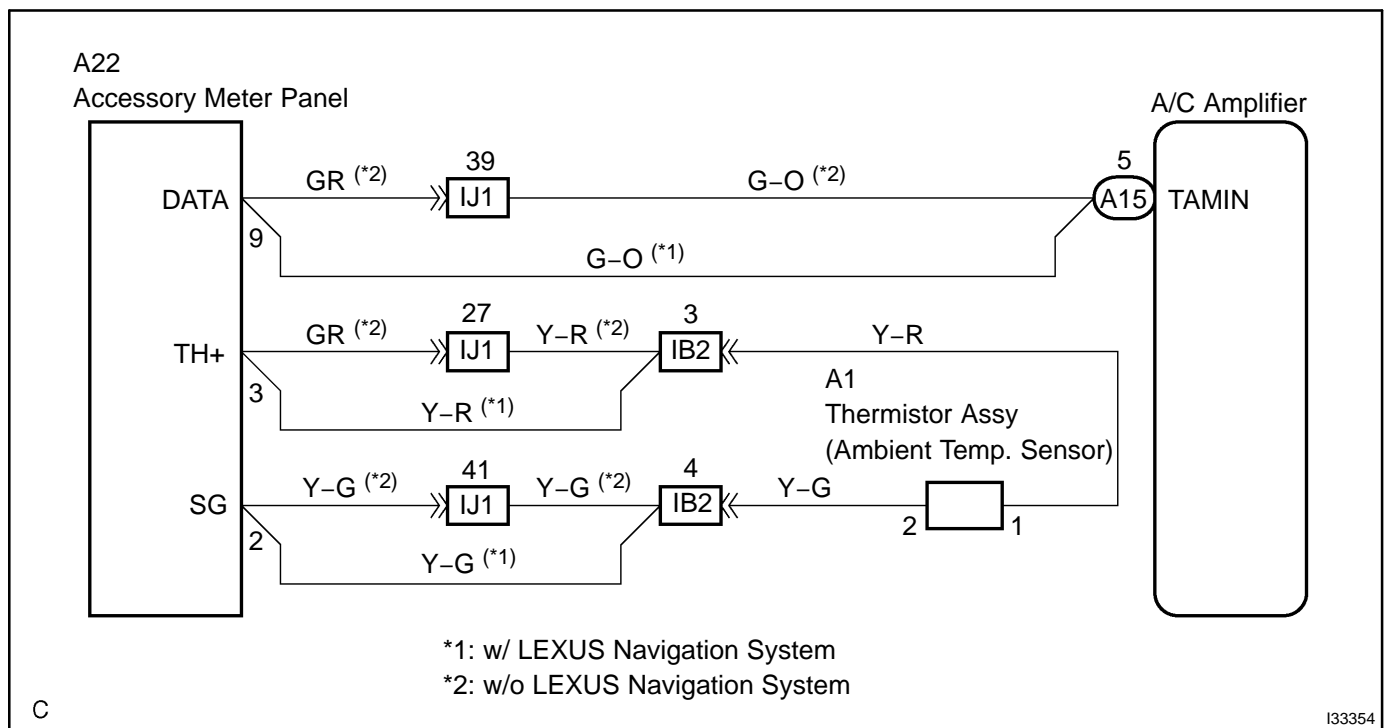 A22
Accessory Meter Panel
A/C Amplifier
39
5
GR (*2)
IJ1
G–O (*2)
A15
DATA
TAMIN
9
G–O (*1)
27
3
GR (*2)
IJ1
Y–R (*2)
IB2
Y–R
TH+
3
A1
Y–R (*1)
Thermistor Assy
(Ambient Temp. Sensor)
41
4
Y–G (*2)
IJ1
Y–G (*2)
IB2
Y–G
SG
2
2
1
Y–G (*1)
*1: w/ LEXUS Navigation System
*2: w/o LEXUS Navigation System
C
I33354